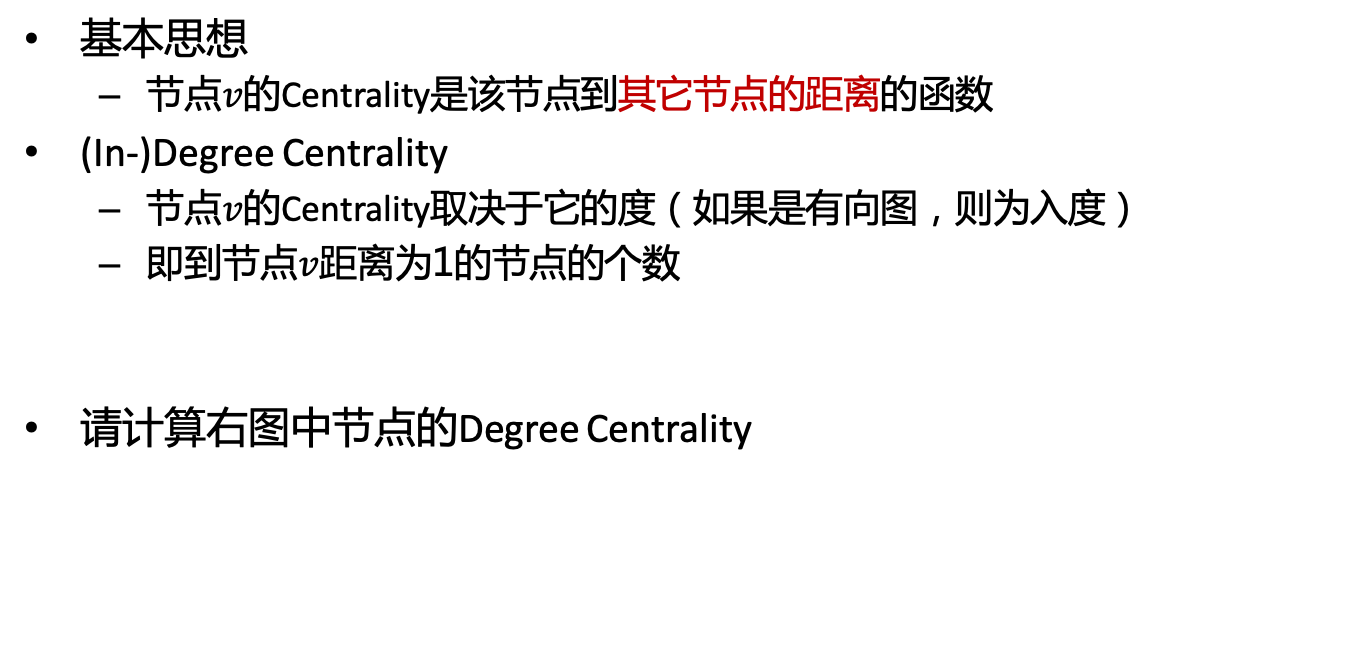 • 基本思想
– 节点𝑣的Centrality是该节点到其它节点的距离的函数
• (In-)Degree Centrality
– 节点𝑣的Centrality取决于它的度（如果是有向图，则为入度）
– 即到节点𝑣距离为1的节点的个数
• 请计算右图中节点的Degree Centrality